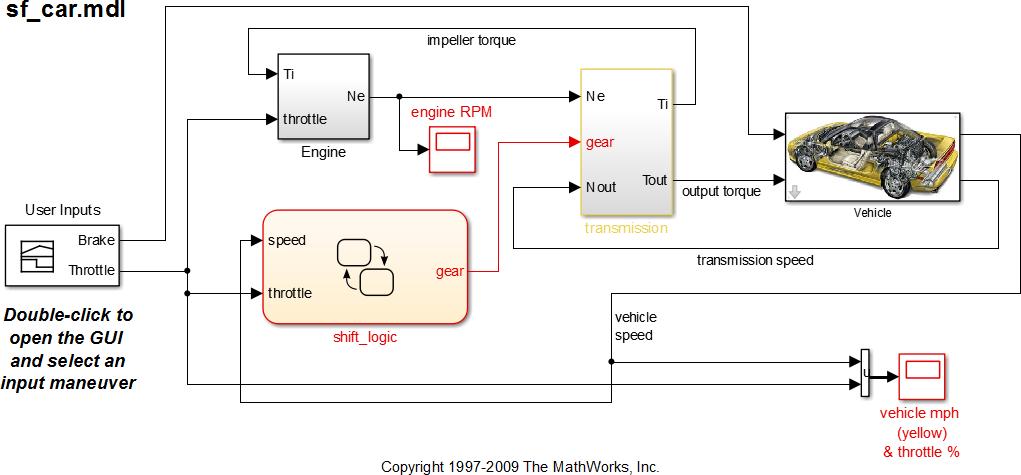 sf_car.mdl
impeller torque
Ti
Ne
throttle
Engine
engine RPM
Ne
Ti
gear
Nout
Tout
transmission
output torque
Vehicle
transmission speed
User Inputs
Brake
Throttle
speed
gear
throttle
shift_logic
Double-click to
open the GUI
and select an
input maneuver
vehicle
speed
vehicle mph
(yellow)
& throttle %
Copyright 1997-2009 The MathWorks, Inc.